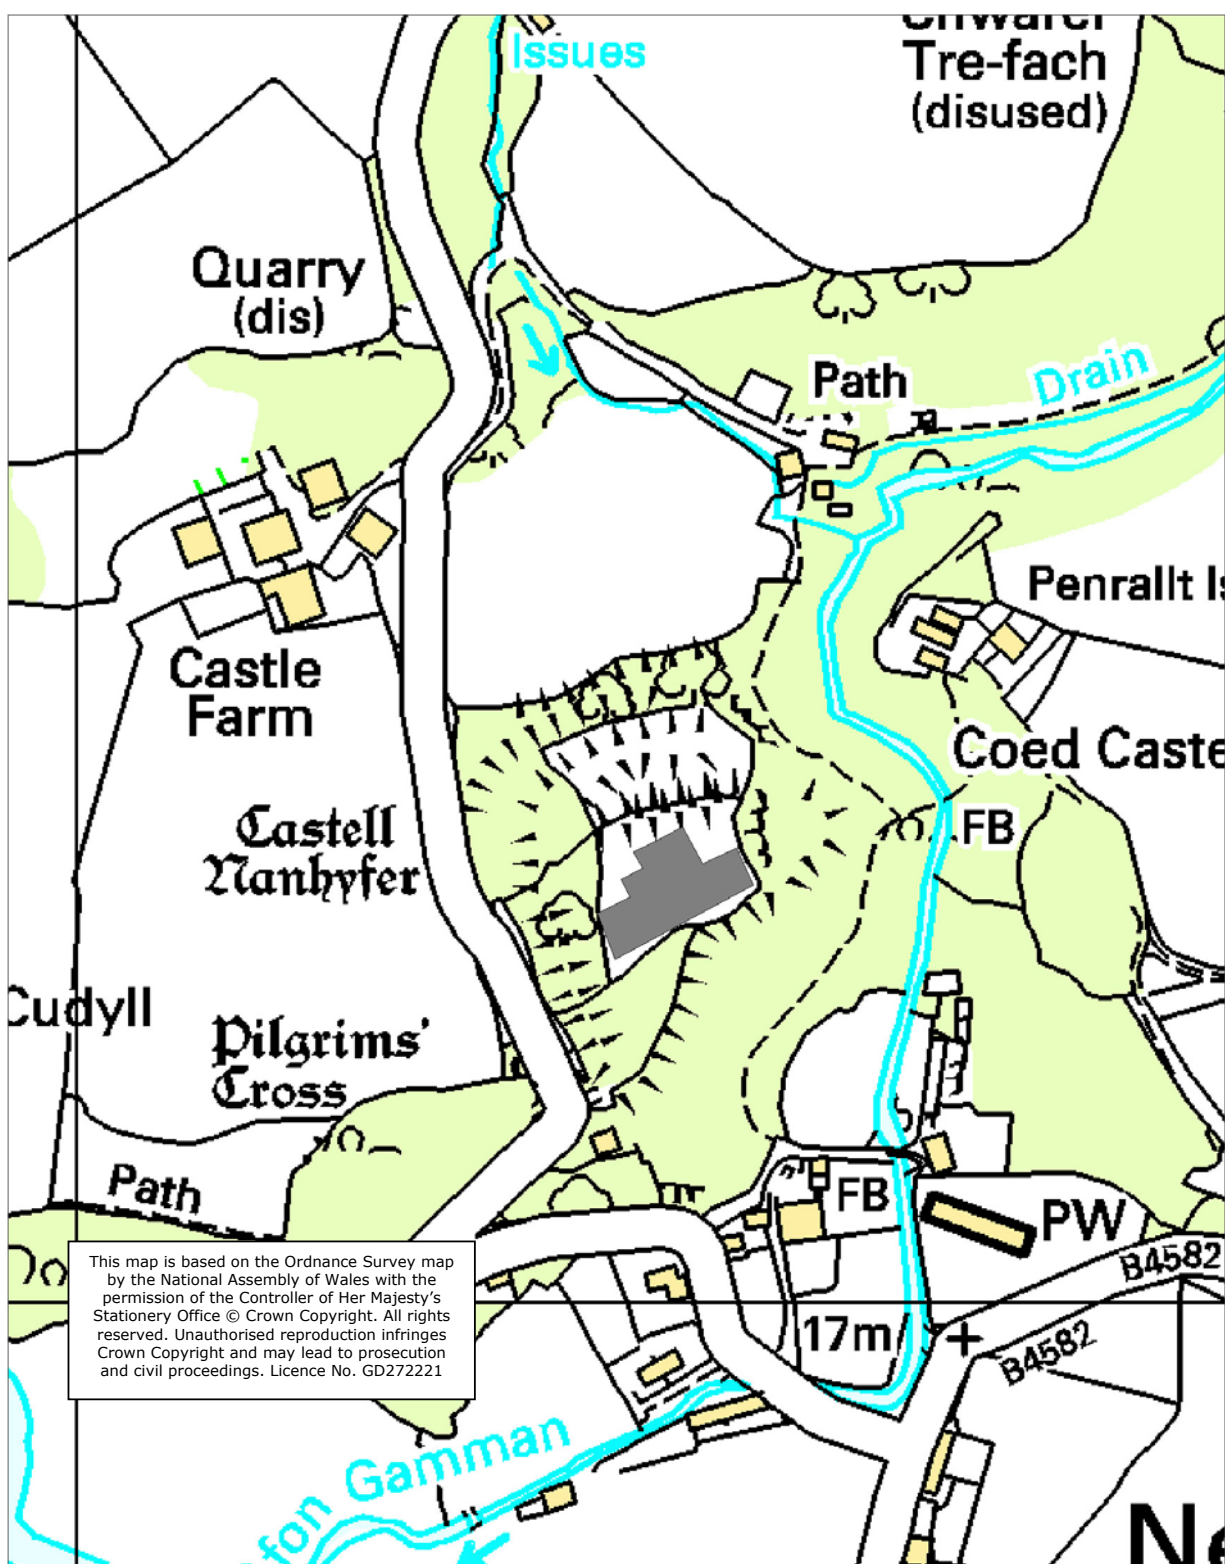 Issues
Tre-fach
(disused)
Quarry
(dis)
Path
Drain
Penrallt
Castle
Farm
Coed
FB
Castell
Nanhyfer
Cudyll
Pilgrims'
Cross
Path
FB
PW
B4582
This map is based on the Ordnance Survey map
by the National Assembly of Wales with the
permission of the Controller of Her Majesty’s
Stationery Office © Crown Copyright. All rights
reserved. Unauthorised reproduction infringes
Crown Copyright and may lead to prosecution
and civil proceedings. Licence No. GD272221
17m
B4582
Gamman